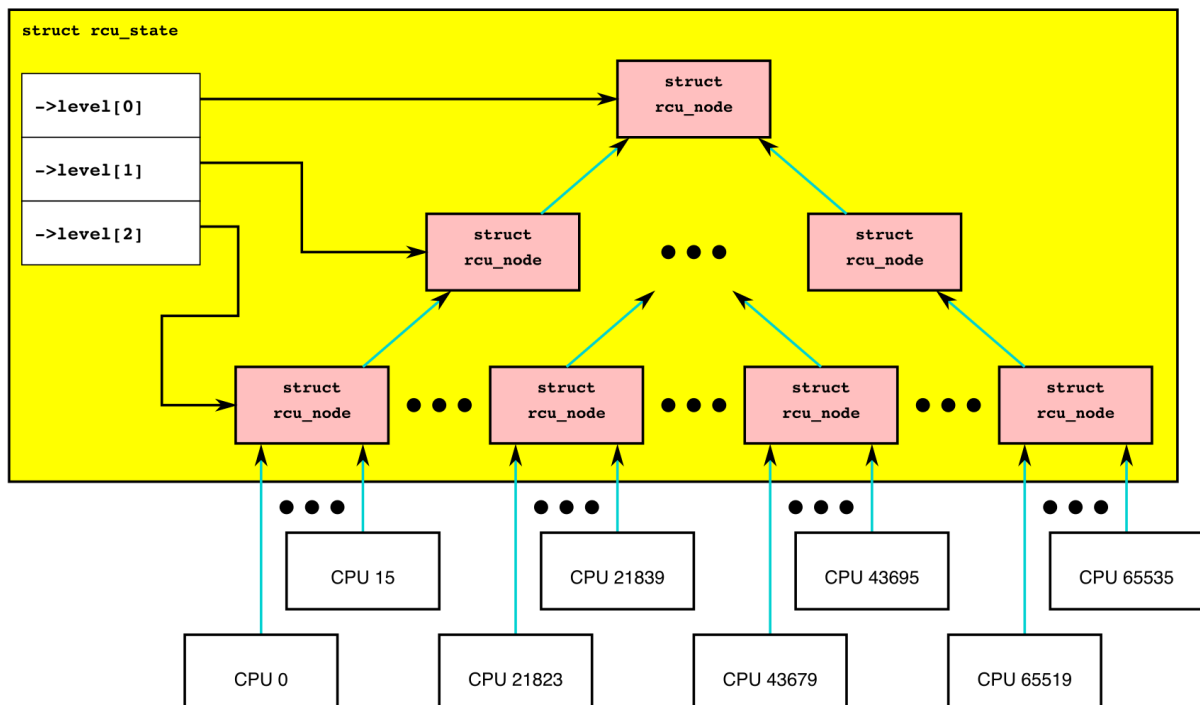 struct rcu_state
->level[0]
->level[1]
->level[2]
struct
rcu_node
struct
rcu_node
struct
rcu_node
struct
rcu_node
struct
rcu_node
struct
rcu_node
struct
rcu_node
CPU 15
CPU 21839
CPU 43695
CPU 65535
CPU 0
CPU 21823
CPU 43679
CPU 65519